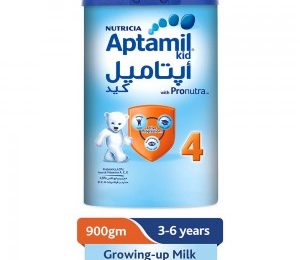 NUTRICIA
Aptamil
kid
أبتاميل
كيد
with Pronutra
4
900gm
3-6 years
Growing-up Milk